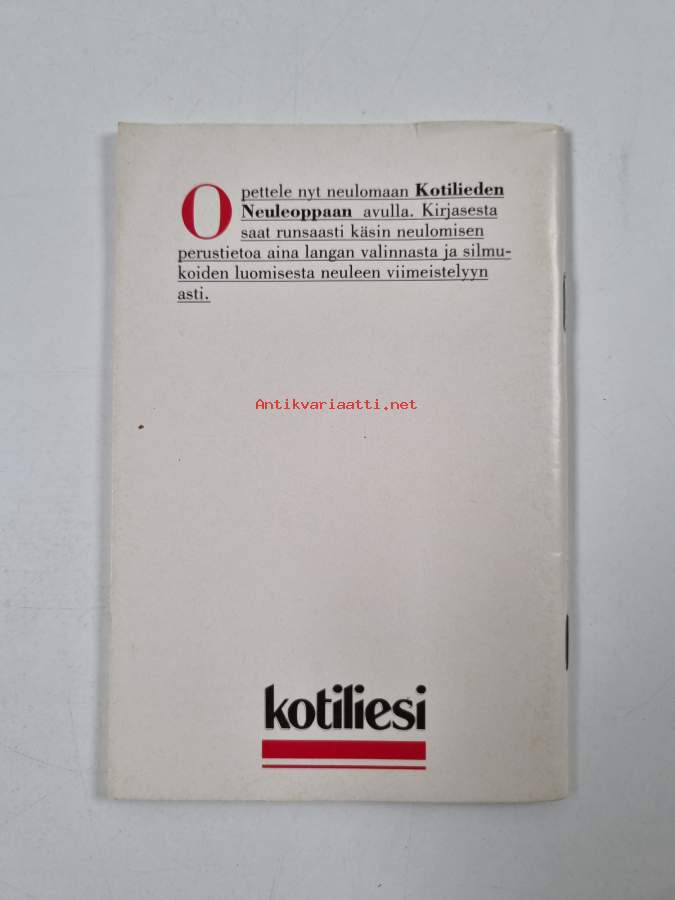 Opettele nyt neulomaan Kotilieden
Neuleoppaan avulla. Kirjasesta
saat runsaasti käsin neulomisen
perustietoa aina langan valinnasta ja silmu-
koiden luomisesta neuleen viimeistelyyn
asti.
Antikvariaatti.net
kotiliesi